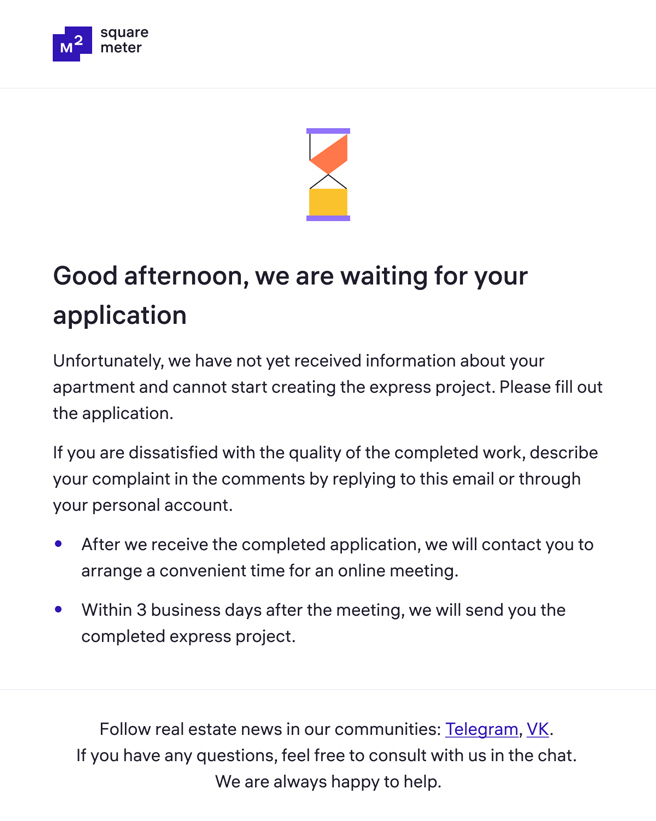 M2
square
meter
Good afternoon, we are waiting for your
application
Unfortunately, we have not yet received information about your
apartment and cannot start creating the express project. Please fill out
the application.
If you are dissatisfied with the quality of the completed work, describe
your complaint in the comments by replying to this email or through
your personal account.
• After we receive the completed application, we will contact you to
arrange a convenient time for an online meeting.
• Within 3 business days after the meeting, we will send you the
completed express project.
Follow real estate news in our communities: Telegram, VK.
If you have any questions, feel free to consult with us in the chat.
We are always happy to help.